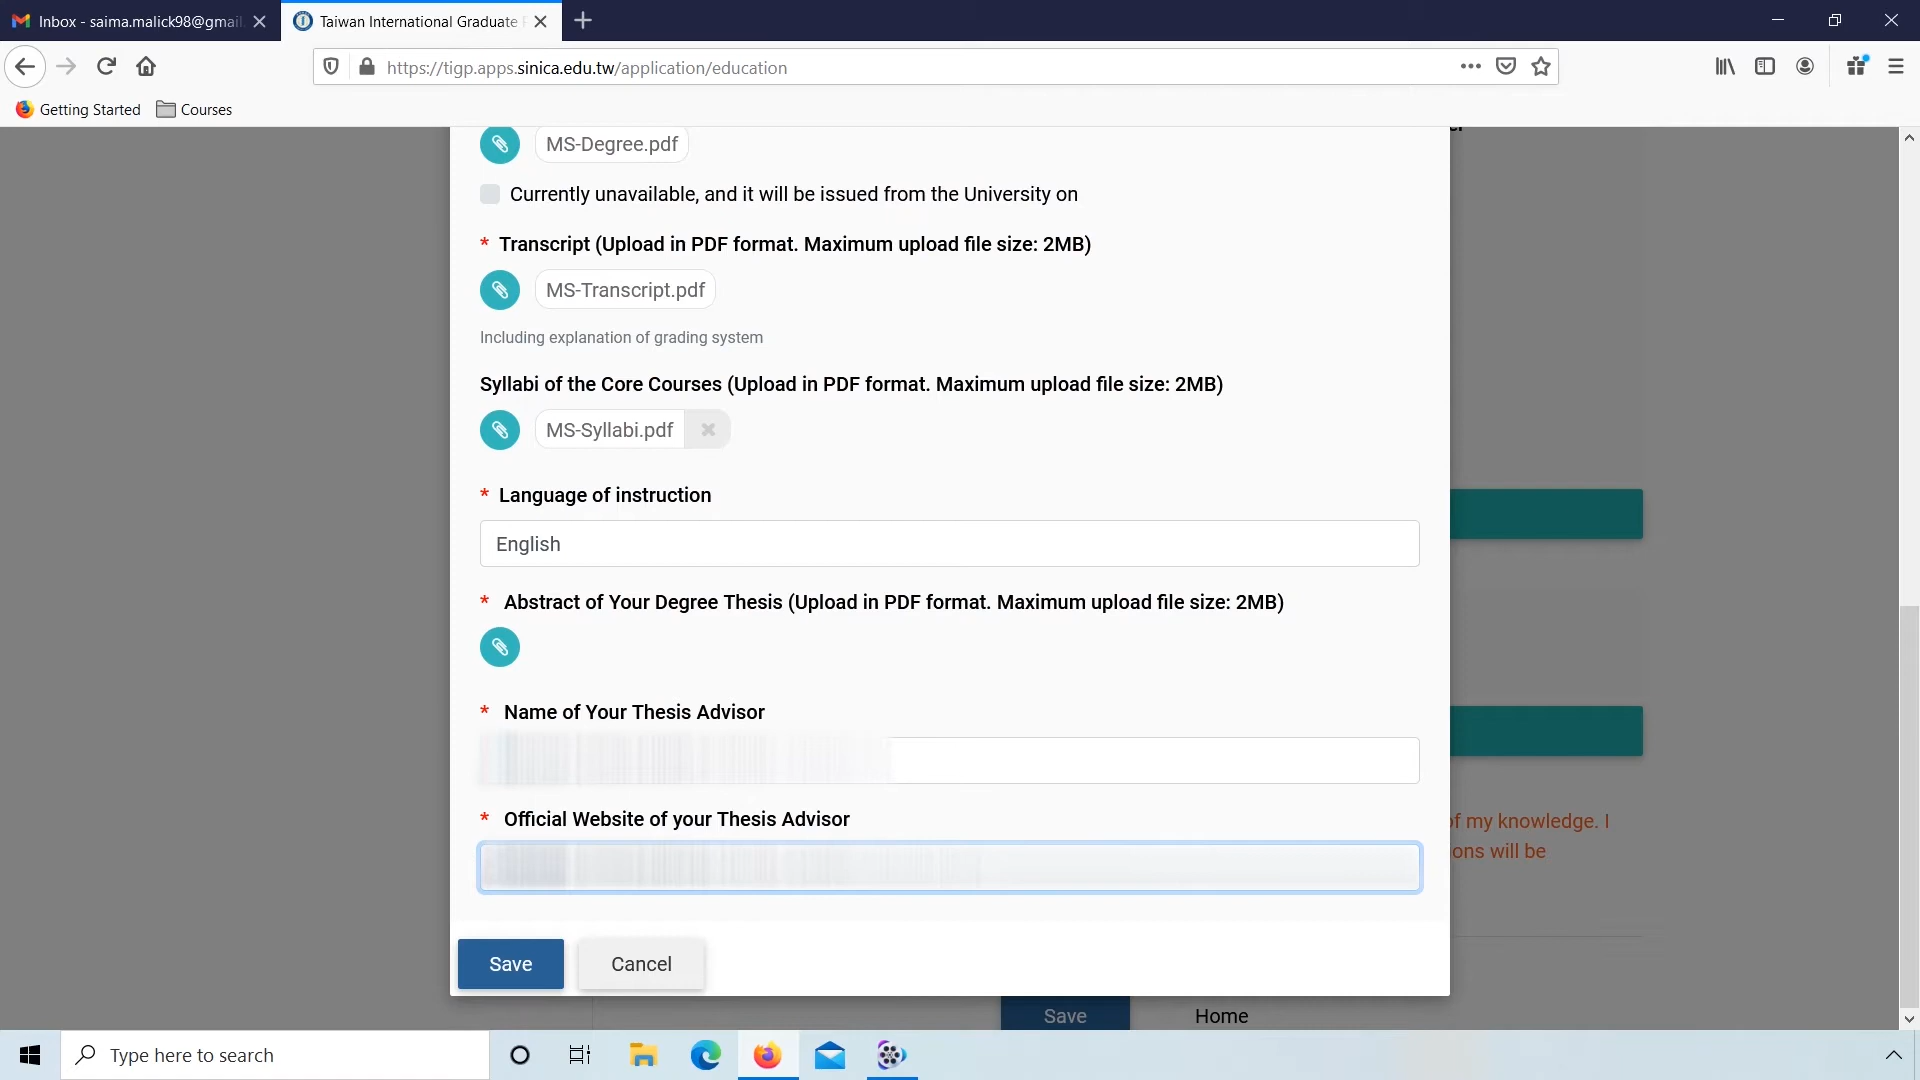 Inbox - saima.malick98@gmail.
Taiwan International Graduate
https://tigp.apps.sinica.edu.tw/application/education
Getting Started
Courses
MS-Degree.pdf
Currently unavailable, and it will be issued from the University on
* Transcript (Upload in PDF format. Maximum upload file size: 2MB)
MS-Transcript.pdf
Including explanation of grading system
Syllabi of the Core Courses (Upload in PDF format. Maximum upload file size: 2MB)
MS-Syllabi.pdf
* Language of instruction
English
* Abstract of Your Degree Thesis (Upload in PDF format. Maximum upload file size: 2MB)
* Name of Your Thesis Advisor
* Official Website of your Thesis Advisor
of my knowledge. I
ons will be
Save
Cancel
Save
Home
Type here to search